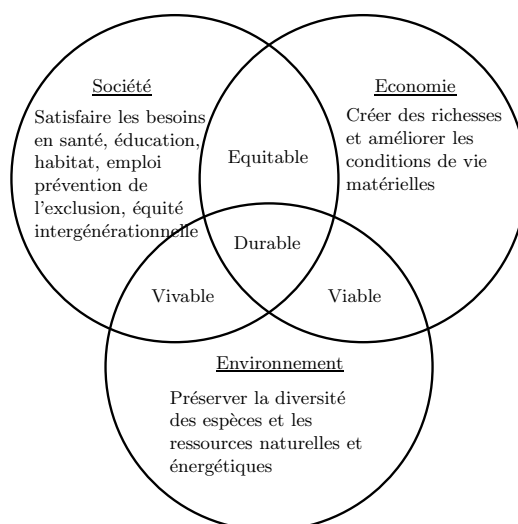 Société
Satisfaire les besoins
en santé, éducation,
habitat, emploi
prévention de
l'exclusion, équité
intergénérationnelle
Economie
Créer des richesses
et améliorer les
conditions de vie
matérielles
Equitable
Durable
Vivable
Viable
Environnement
Préserver la diversité
des espèces et les
ressources naturelles et
énergétiques